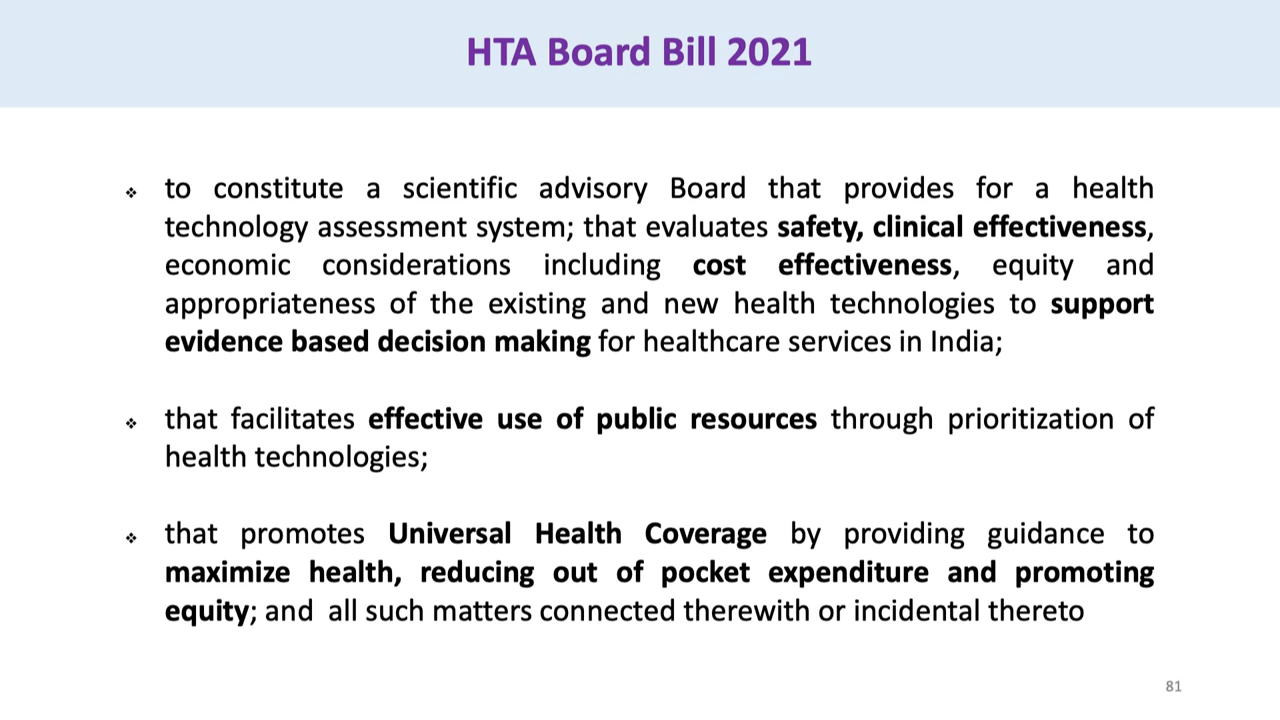 HTA Board Bill 2021
❖ to constitute a scientific advisory Board that provides for a health
technology assessment system; that evaluates safety, clinical effectiveness,
economic considerations including cost effectiveness, equity and
appropriateness of the existing and new health technologies to support
evidence based decision making for healthcare services in India;
❖ that facilitates effective use of public resources through prioritization of
health technologies;
❖ that promotes Universal Health Coverage by providing guidance to
maximize health, reducing out of pocket expenditure and promoting
equity; and all such matters connected therewith or incidental thereto
81